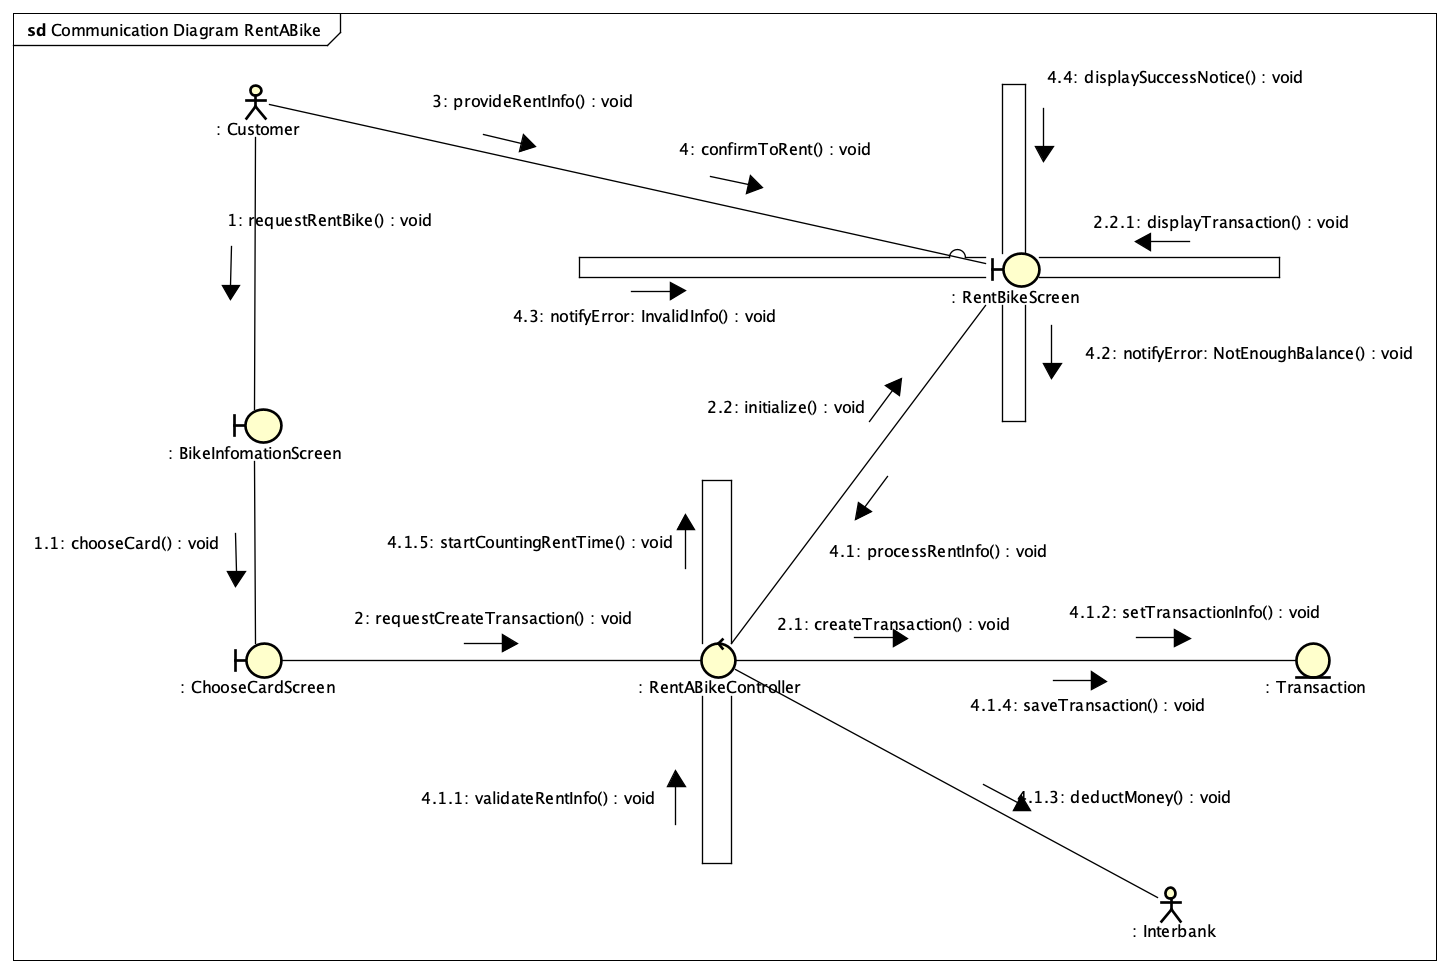 sd Communication Diagram RentABike
4.4: displaySuccessNotice() : void
3: provideRentInfo() : void
: Customer
4: confirmToRent() : void
1: requestRentBike() : void
2.2.1: displayTransaction() : void
: RentBikeScreen
4.3: notifyError: InvalidInfo() : void
4.2: notifyError: NotEnoughBalance() : void
2.2: initialize() : void
: BikeInfomationScreen
1.1: chooseCard() : void
4.1.5: startCountingRentTime() : void
4.1: processRentInfo() : void
2: requestCreateTransaction() : void
2.1: createTransaction() : void
4.1.2: setTransactionInfo() : void
: ChooseCardScreen
: RentABikeController
: Transaction
4.1.4: saveTransaction() : void
4.1.1: validateRentInfo() : void
4.1.3: deductMoney() : void
: Interbank